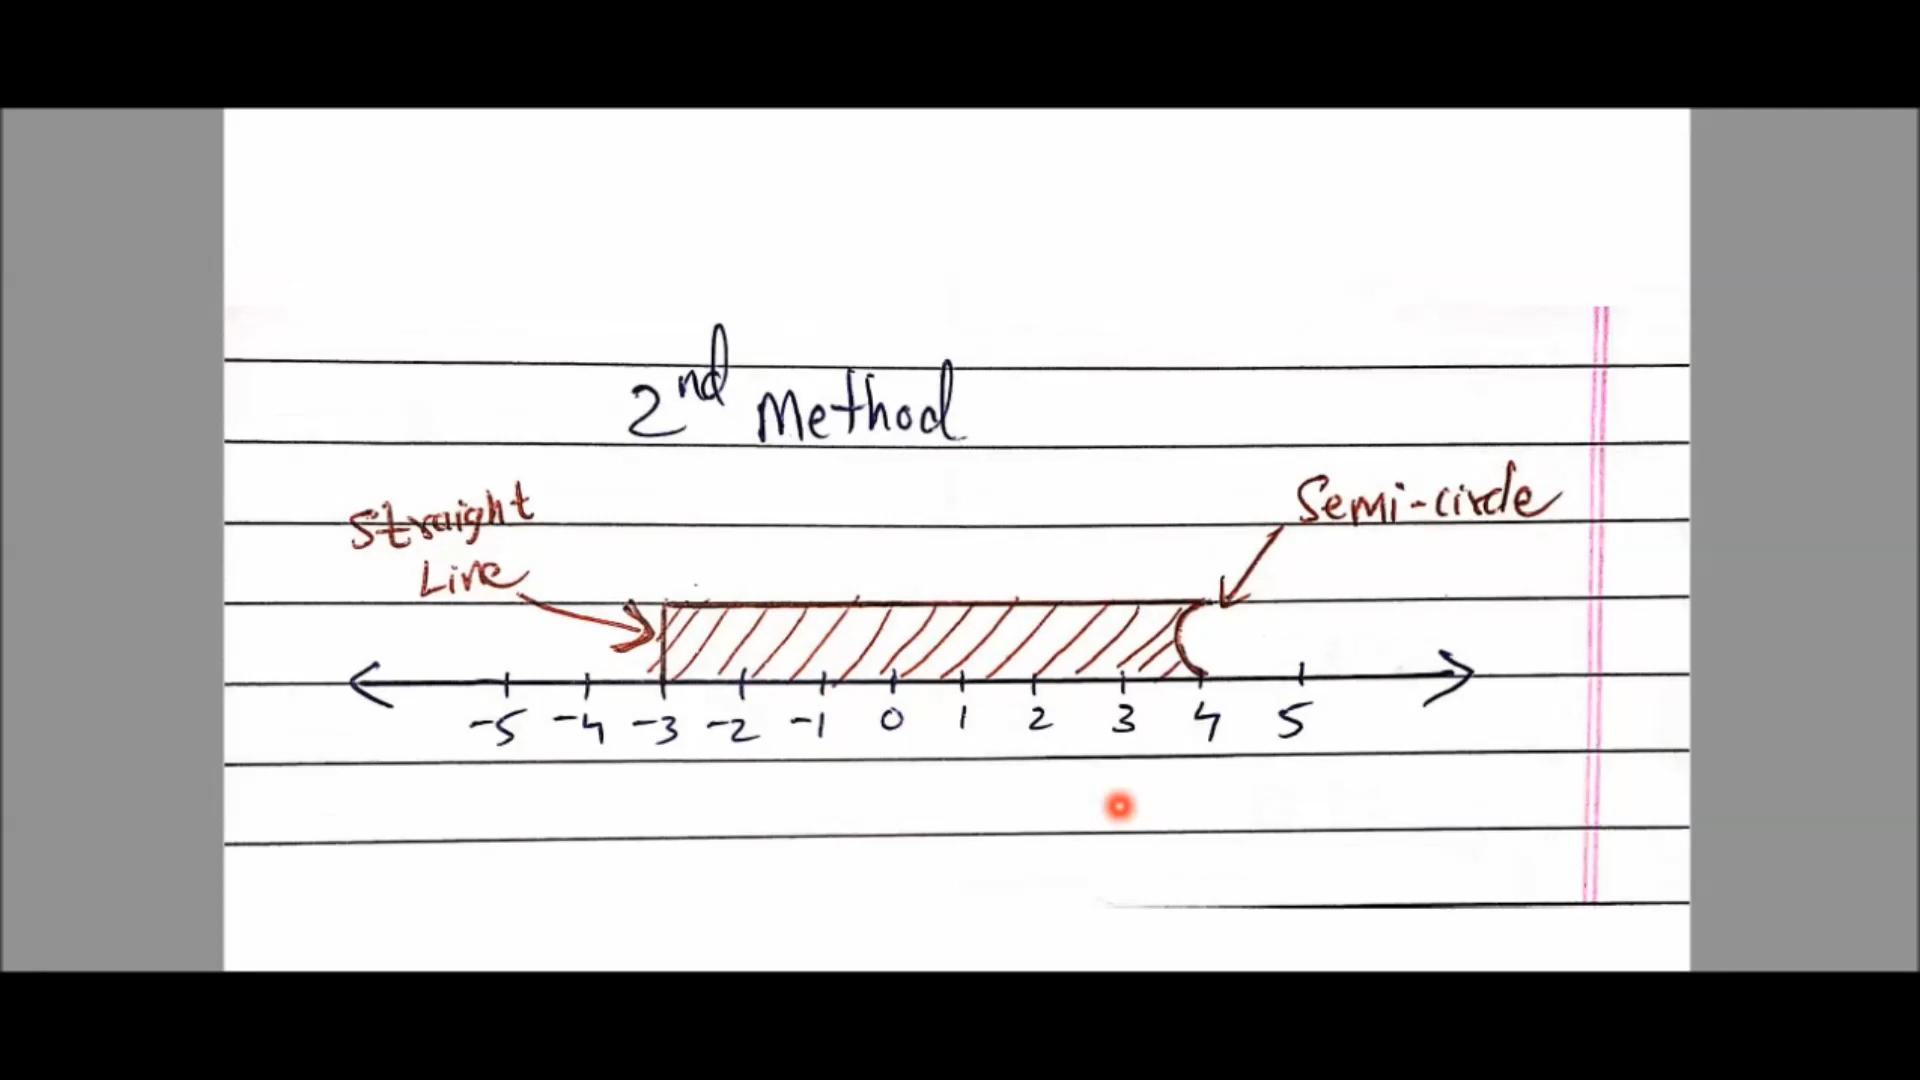 2nd Method
Straight
Line
Semi-circle
-5 -4 -3 -2 -1 0 1 2 3 4 5